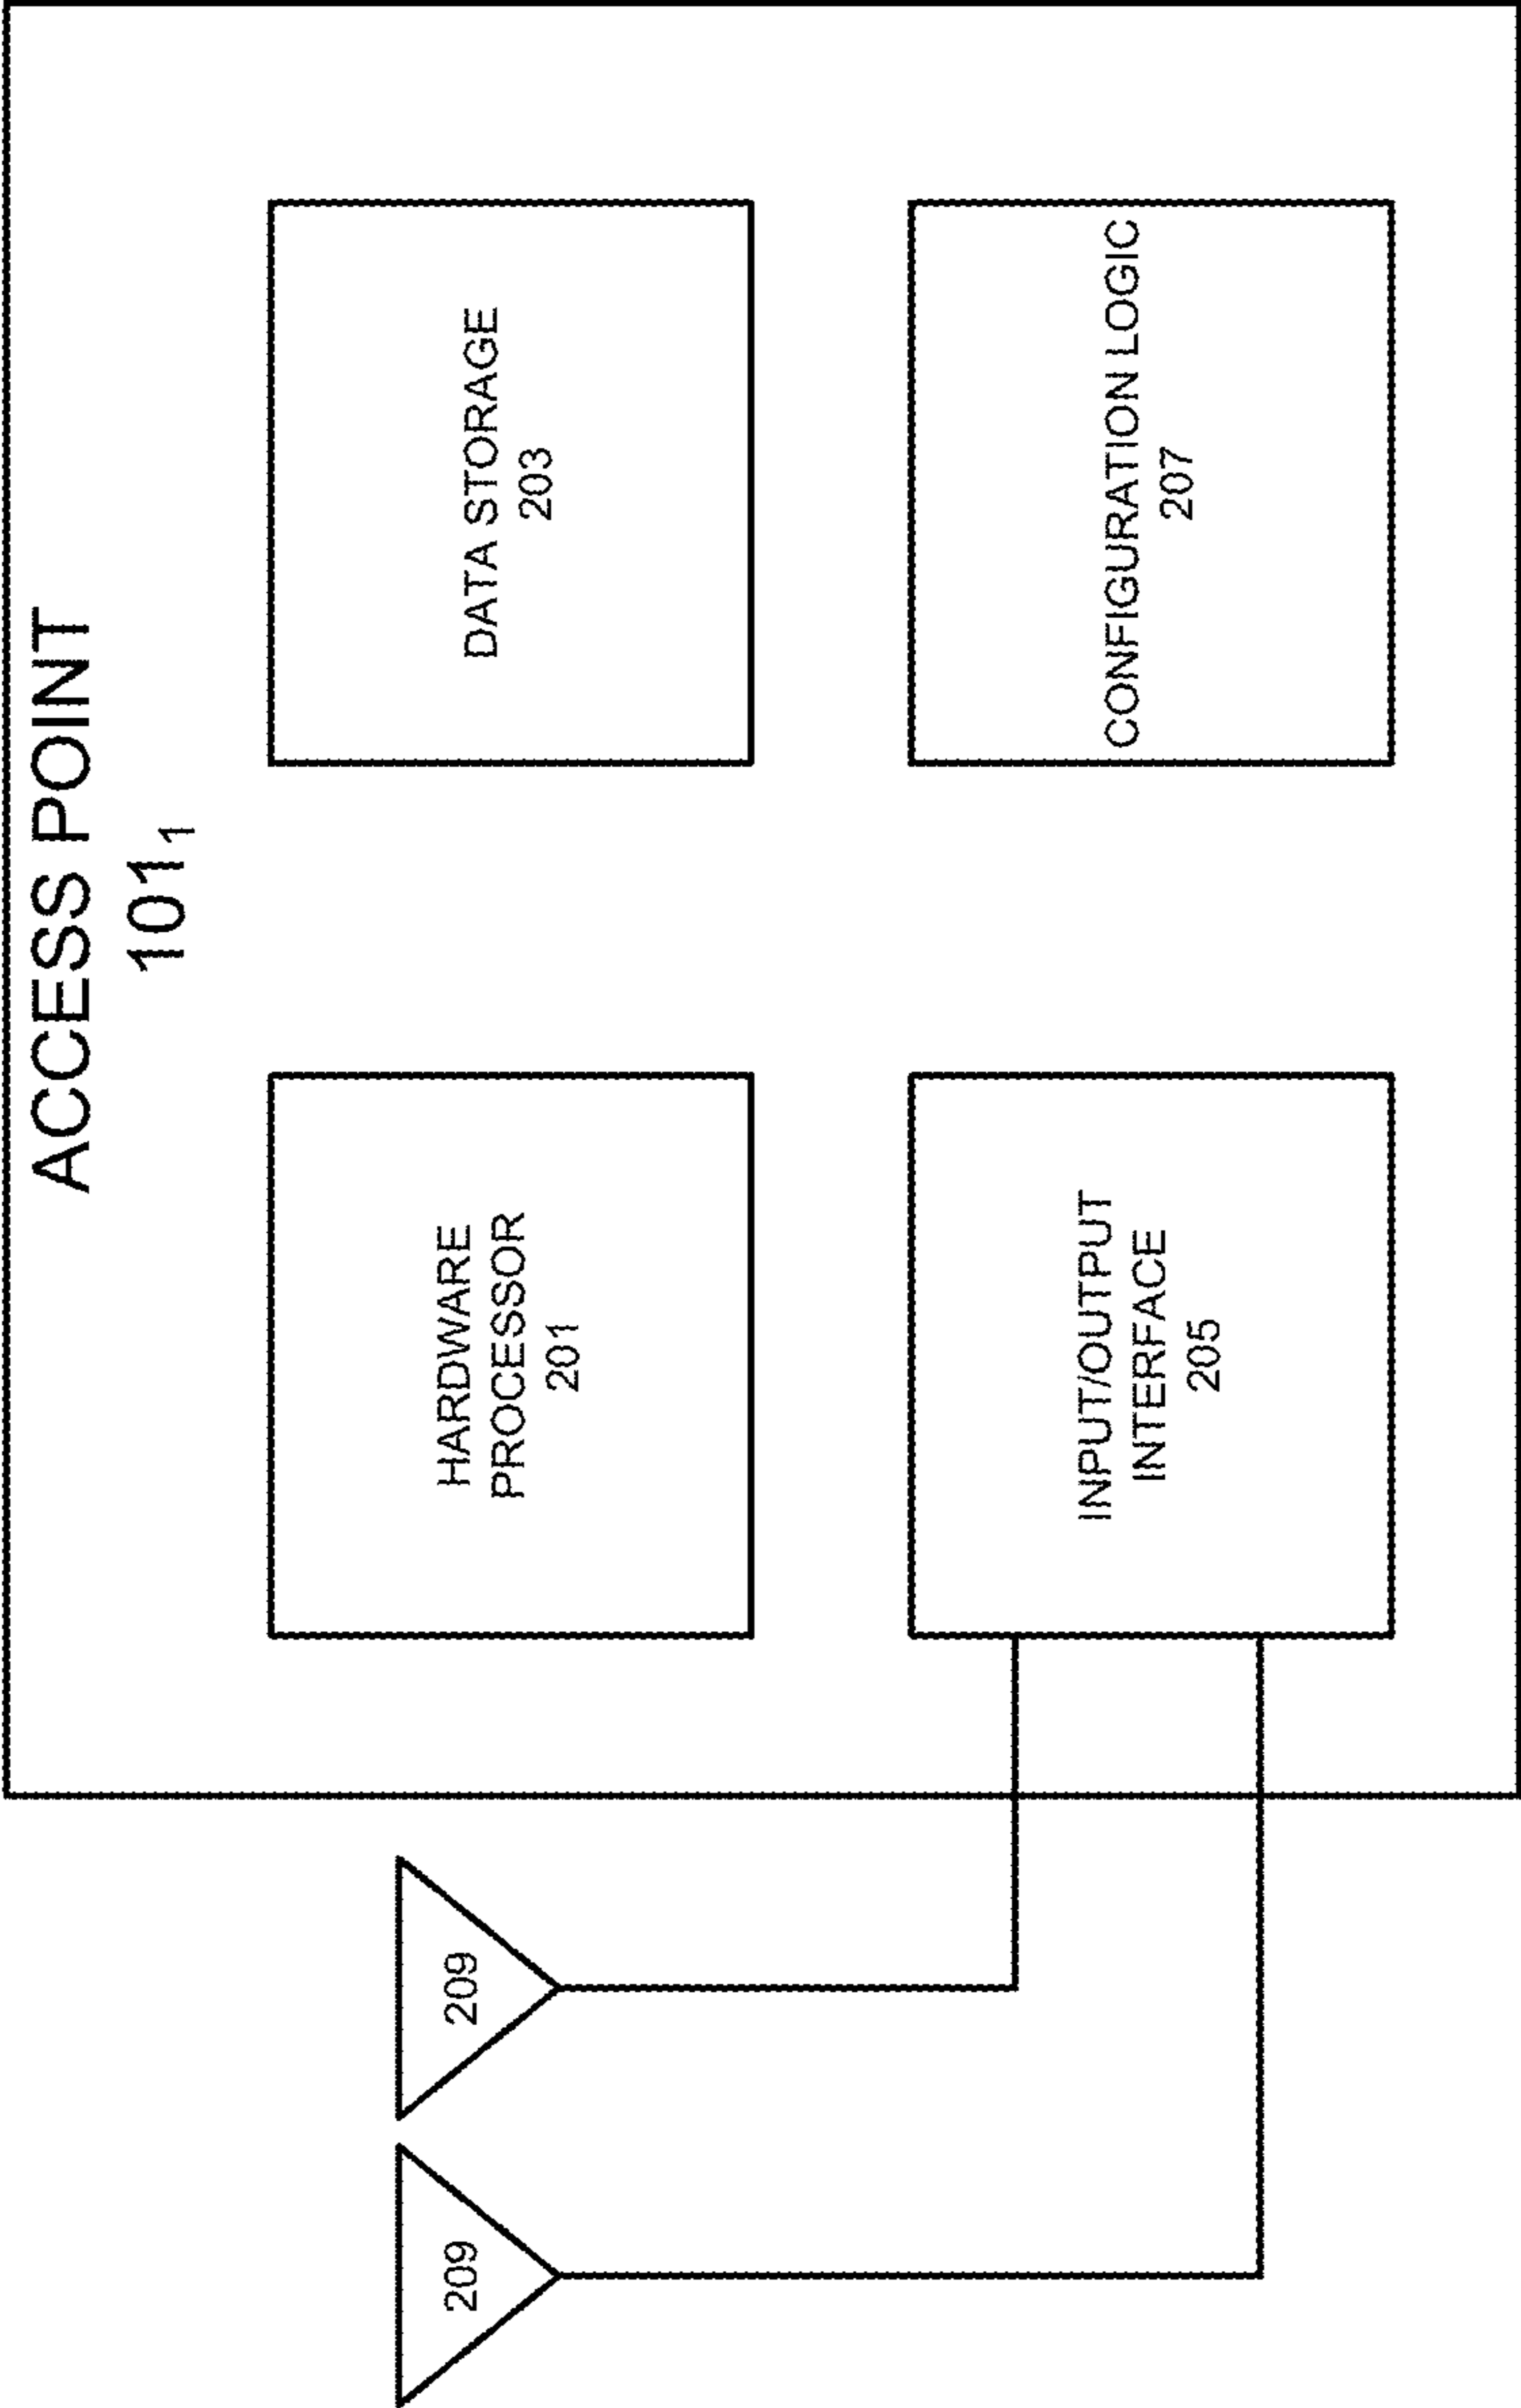 ACCESS POINT
101₁
HARDWARE
PROCESSOR
201
DATA STORAGE
203
INPUT/OUTPUT
INTERFACE
205
CONFIGURATION LOGIC
207
209
209